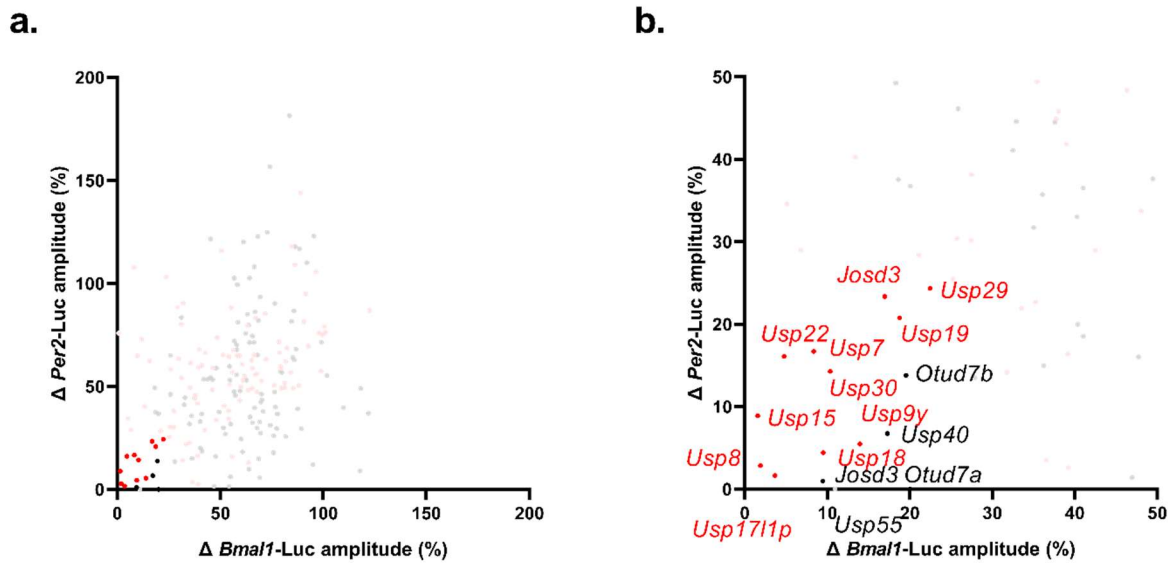 a.
200
150
100
50
0
0 50 100 150 200
Δ Per2-Luc amplitude (%)
Δ Bmal1-Luc amplitude (%)
b.
50
40
30
20
10
0
0 10 20 30 40 50
Δ Per2-Luc amplitude (%)
Josd3
Usp29
Usp22
Usp7
Usp19
Usp30
Otud7b
Usp15
Usp9y
Usp40
Usp8
Usp18
Josd3 Otud7a
Usp17l1p
Usp55
Δ Bmal1-Luc amplitude (%)